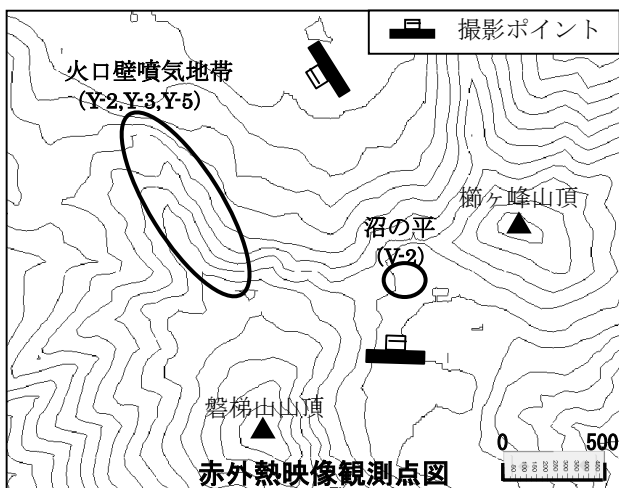 撮影ポイント
火口壁噴気地帯
(Y-2,Y-3,Y-5)
櫛ヶ峰山頂
沼の平
(V-2)
磐梯山山頂
赤外熱映像観測点図
0 500